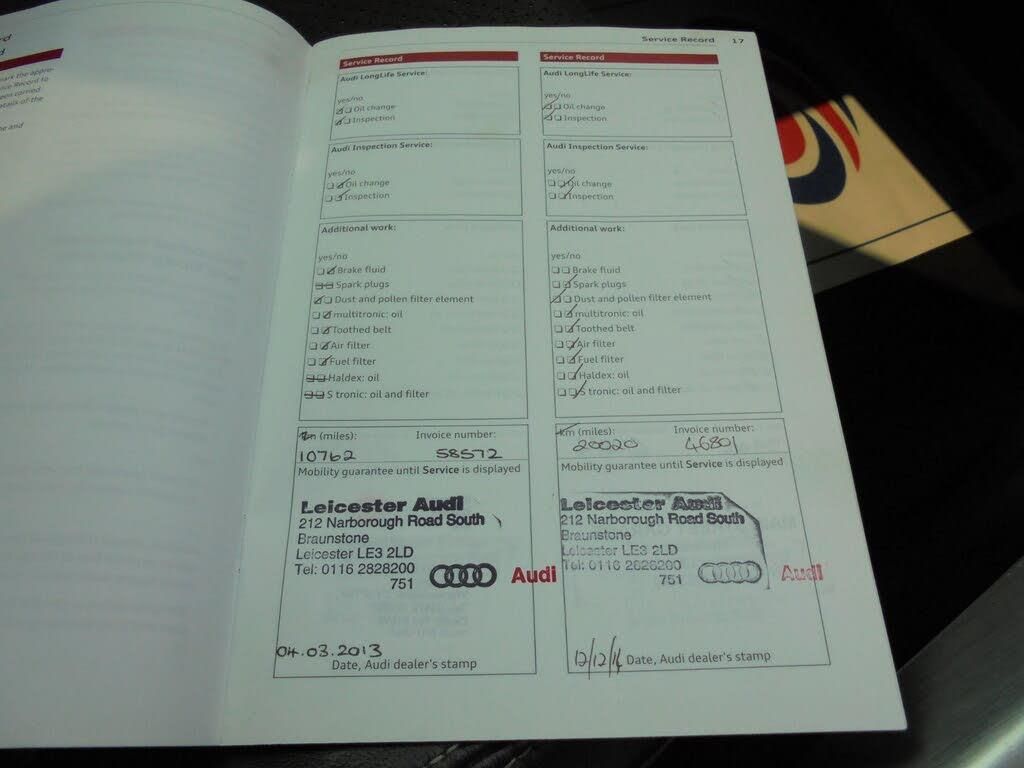 Service Record 17
Service Record
Audi LongLife Service:
yes/no
Oil change
Inspection
Audi Inspection Service:
yes/no
Oil change
Inspection
Additional work:
yes/no
Brake fluid
Spark plugs
Dust and pollen filter element
multitronic: oil
Toothed belt
Air filter
Fuel filter
Haldex: oil
S tronic: oil and filter
km (miles): Invoice number:
10762 58572
Mobility guarantee until Service is displayed
Leicester Audi
212 Narborough Road South
Braunstone
Leicester LE3 2LD
Tel: 0116 2828200
751 Audi
04.03.2013
Date, Audi dealer's stamp
Service Record
Audi LongLife Service:
yes/no
Oil change
Inspection
Audi Inspection Service:
yes/no
Oil change
Inspection
Additional work:
yes/no
Brake fluid
Spark plugs
Dust and pollen filter element
multitronic: oil
Toothed belt
Air filter
Fuel filter
Haldex: oil
S tronic: oil and filter
km (miles): Invoice number:
20020 46801
Mobility guarantee until Service is displayed
Leicester Audi
212 Narborough Road South
Braunstone
Leicester LE3 2LD
Tel: 0116 2828200
751 Audi
12/12/14 Date, Audi dealer's stamp